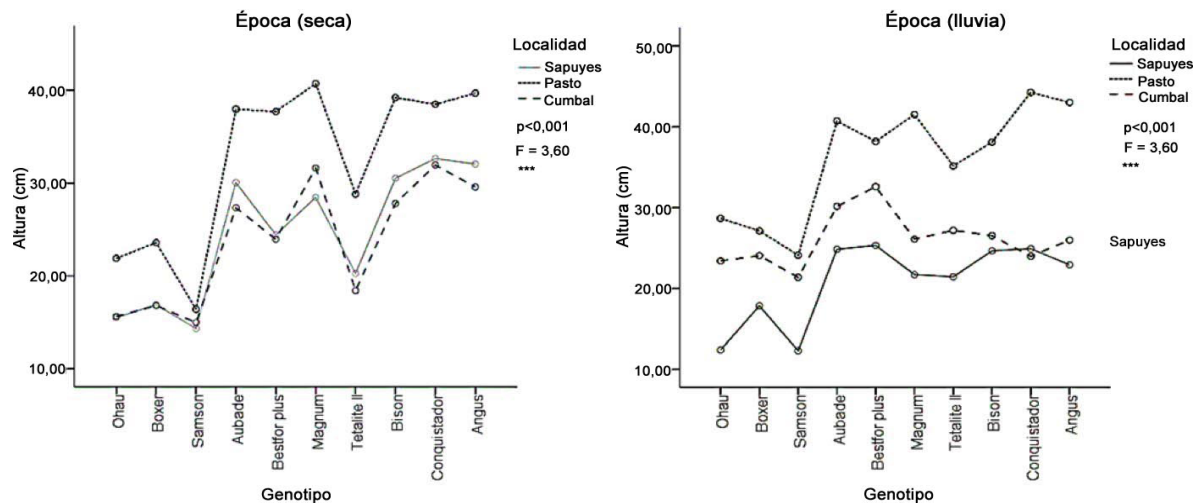 Época (seca)
Altura (cm)
40,00
30,00
20,00
10,00
Ohau
Boxer
Samson
Aubade
Bestfor plus
Magnum
Tetalite II
Bison
Conquistador
Angus
Genotipo
Localidad
Sapuyes
Pasto
Cumbal
p<0,001
F = 3,60
***
Época (lluvia)
Altura (cm)
50,00
40,00
30,00
20,00
10,00
Ohau
Boxer
Samson
Aubade
Bestfor plus
Magnum
Tetalite II
Bison
Conquistador
Angus
Genotipo
Localidad
Sapuyes
Pasto
Cumbal
p<0,001
F = 3,60
***
Sapuyes